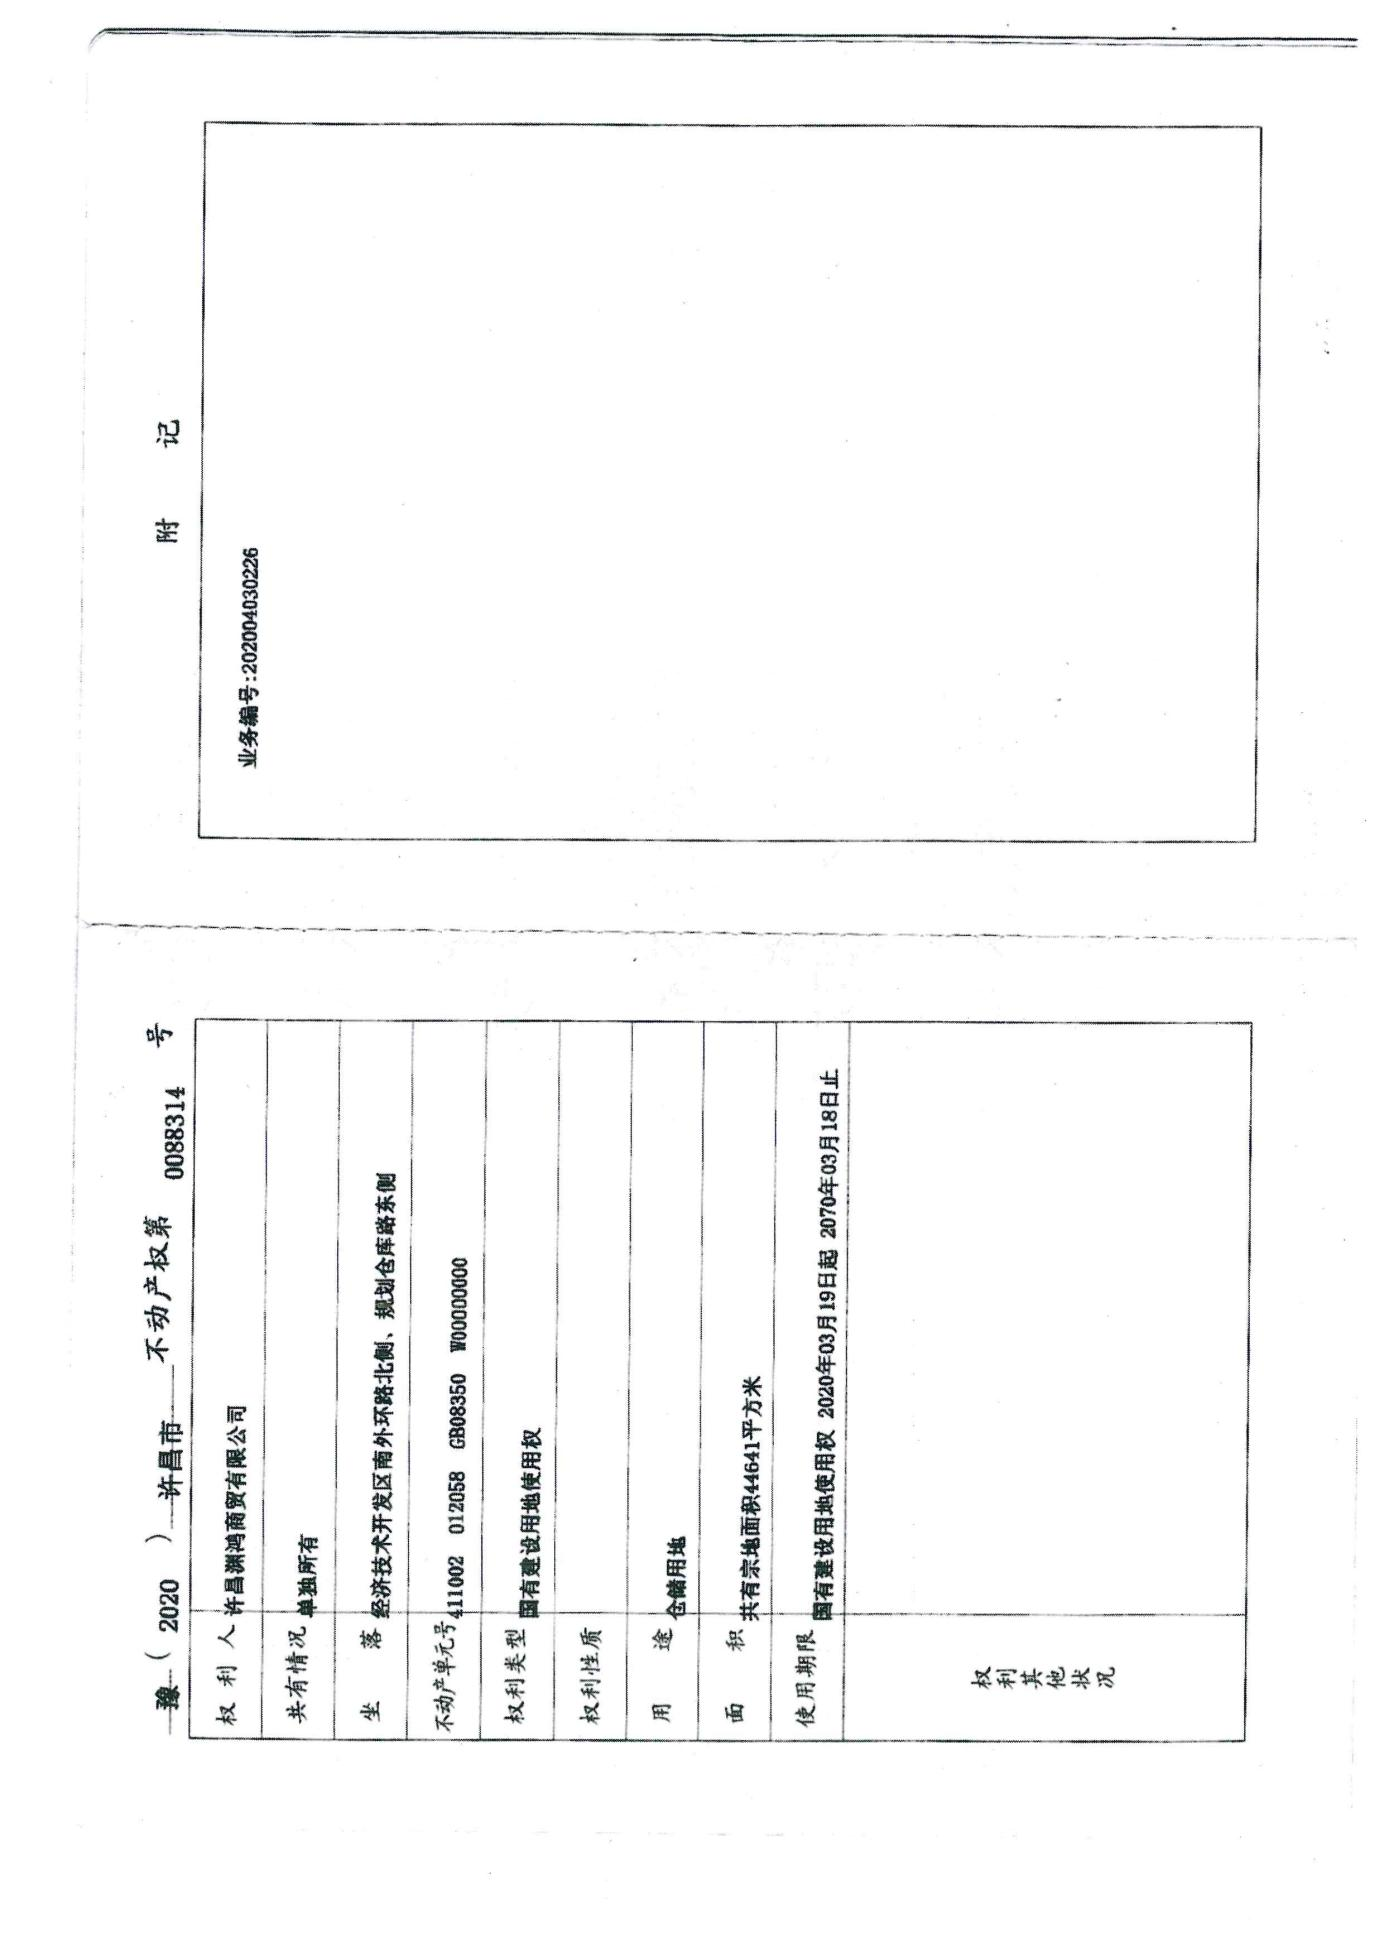 豫（2020）许昌市不动产权第 0088314 号
权利人 许昌渊鸿商贸有限公司
共有情况 单独所有
坐落 经济技术开发区南外环路北侧、规划仓库路东侧
不动产单元号 411002 012058 GB08350 W00000000
权利类型 国有建设用地使用权
权利性质
用途 仓储用地
面积 共有宗地面积44641平方米
使用期限 国有建设用地使用权 2020年03月19日起 2070年03月18日止
权利其他状况
附记
业务编号:202004030226